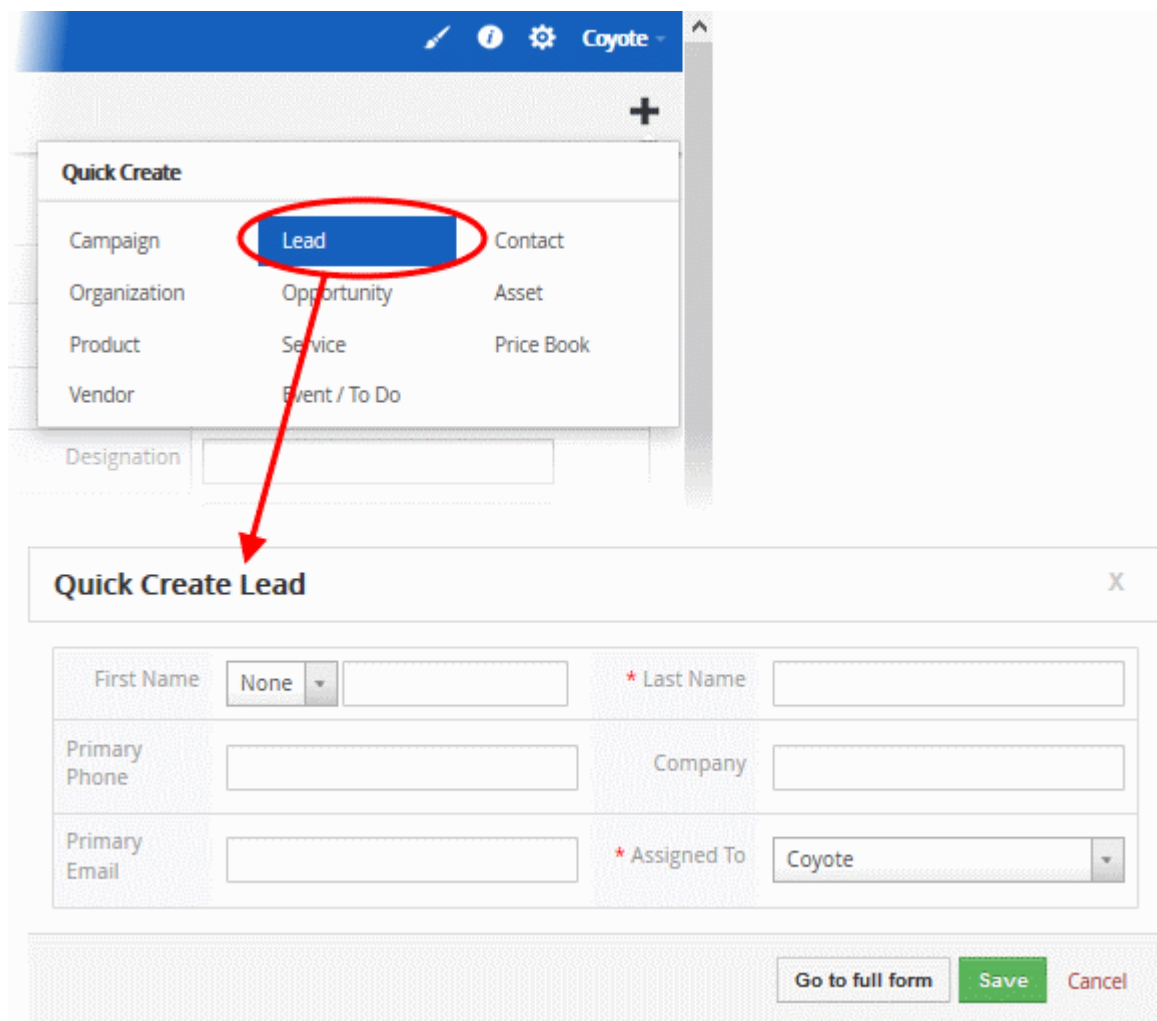 Coyote
Quick Create
Campaign Lead Contact
Organization Opportunity Asset
Product Service Price Book
Vendor Event / To Do
Designation
Quick Create Lead X
First Name None * Last Name
Primary Phone Company
Primary Email * Assigned To Coyote
Go to full form Save Cancel